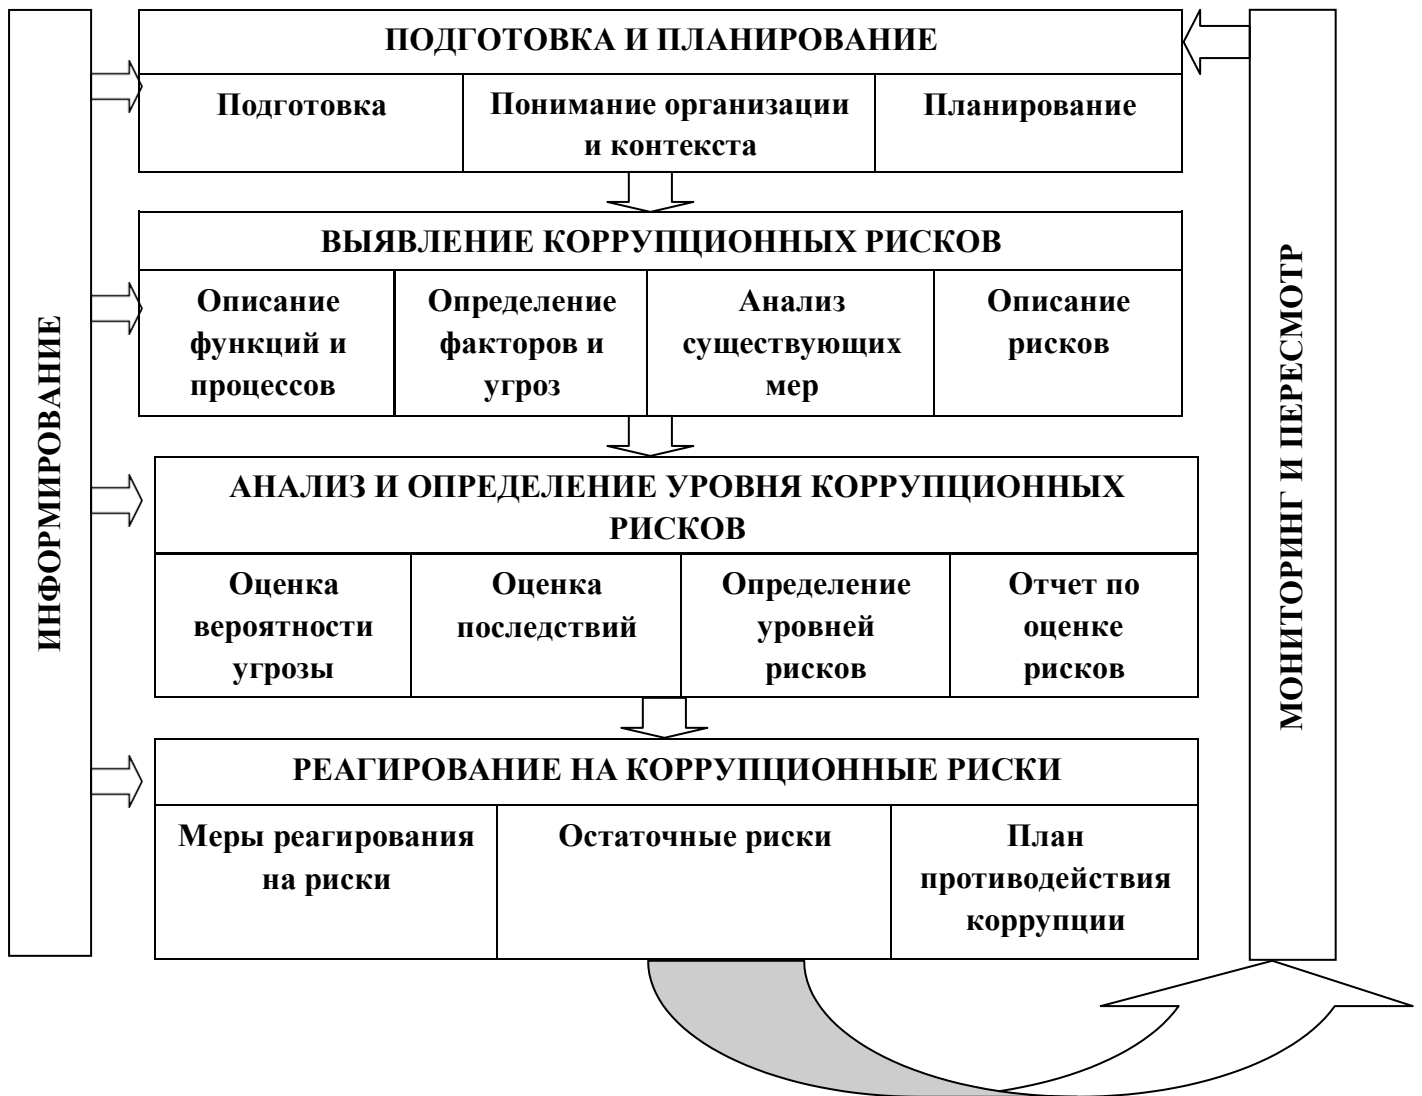 ИНФОРМИРОВАНИЕ
ПОДГОТОВКА И ПЛАНИРОВАНИЕ
Подготовка
Понимание организации
и контекста
Планирование
ВЫЯВЛЕНИЕ КОРРУПЦИОННЫХ РИСКОВ
Описание
функций и
процессов
Определение
факторов и
угроз
Анализ
существующих
мер
Описание
рисков
АНАЛИЗ И ОПРЕДЕЛЕНИЕ УРОВНЯ КОРРУПЦИОННЫХ
РИСКОВ
Оценка
вероятности
угрозы
Оценка
последствий
Определение
уровней
рисков
Отчет по
оценке
рисков
РЕАГИРОВАНИЕ НА КОРРУПЦИОННЫЕ РИСКИ
Меры реагирования
на риски
Остаточные риски
План
противодействия
коррупции
МОНИТОРИНГ И ПЕРЕСМОТР